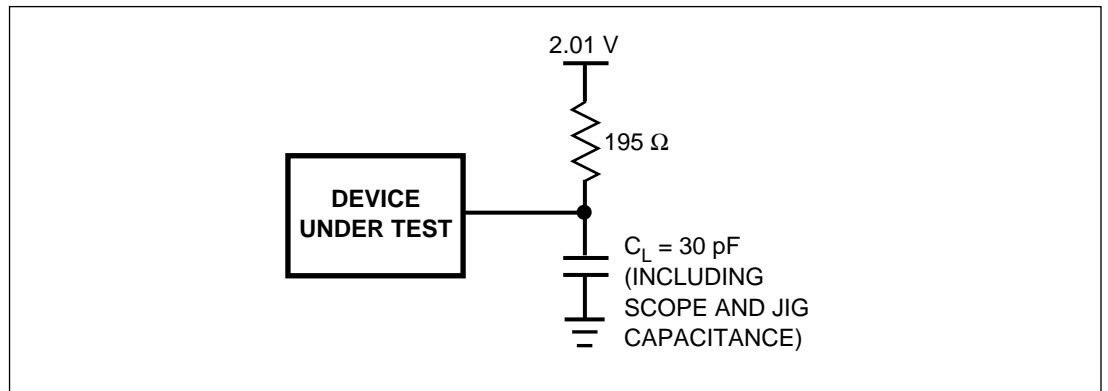 2.01 V
195 Ω
DEVICE
UNDER TEST
C_L = 30 pF
(INCLUDING
SCOPE AND JIG
CAPACITANCE)